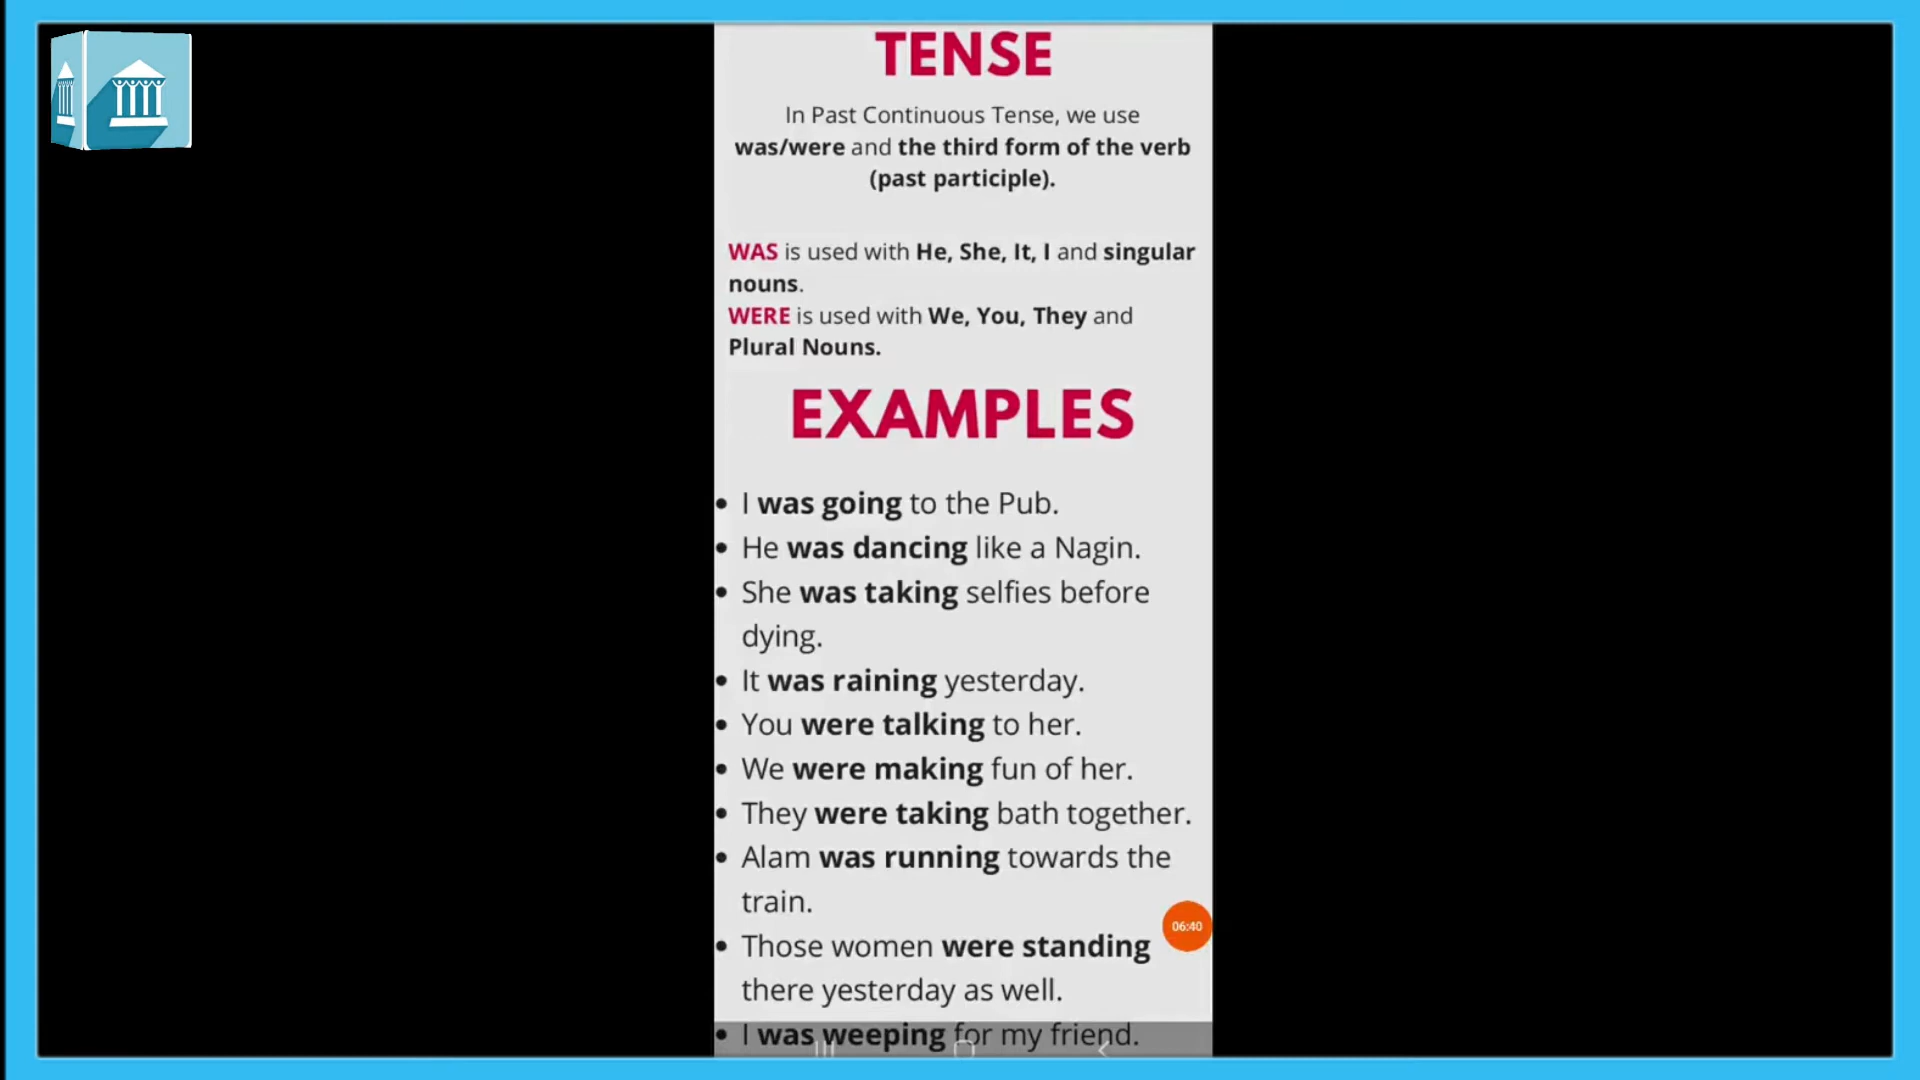 TENSE
In Past Continuous Tense, we use
was/were and the third form of the verb
(past participle).
WAS is used with He, She, It, I and singular
nouns.
WERE is used with We, You, They and
Plural Nouns.
EXAMPLES
• I was going to the Pub.
• He was dancing like a Nagin.
• She was taking selfies before
dying.
• It was raining yesterday.
• You were talking to her.
• We were making fun of her.
• They were taking bath together.
• Alam was running towards the
train.
06:40
• Those women were standing
there yesterday as well.
• I was weeping for my friend.